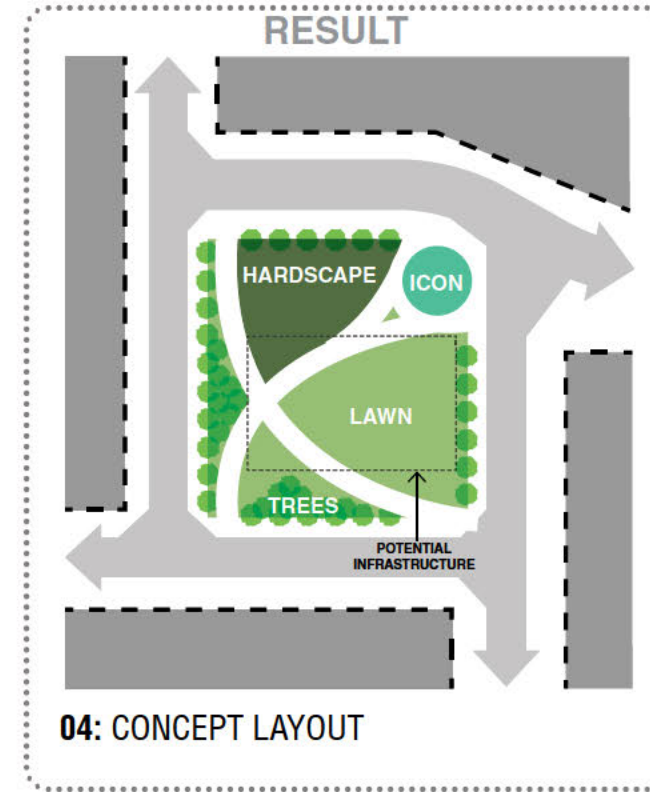 RESULT
HARDSCAPE
ICON
LAWN
TREES
POTENTIAL
INFRASTRUCTURE
04: CONCEPT LAYOUT